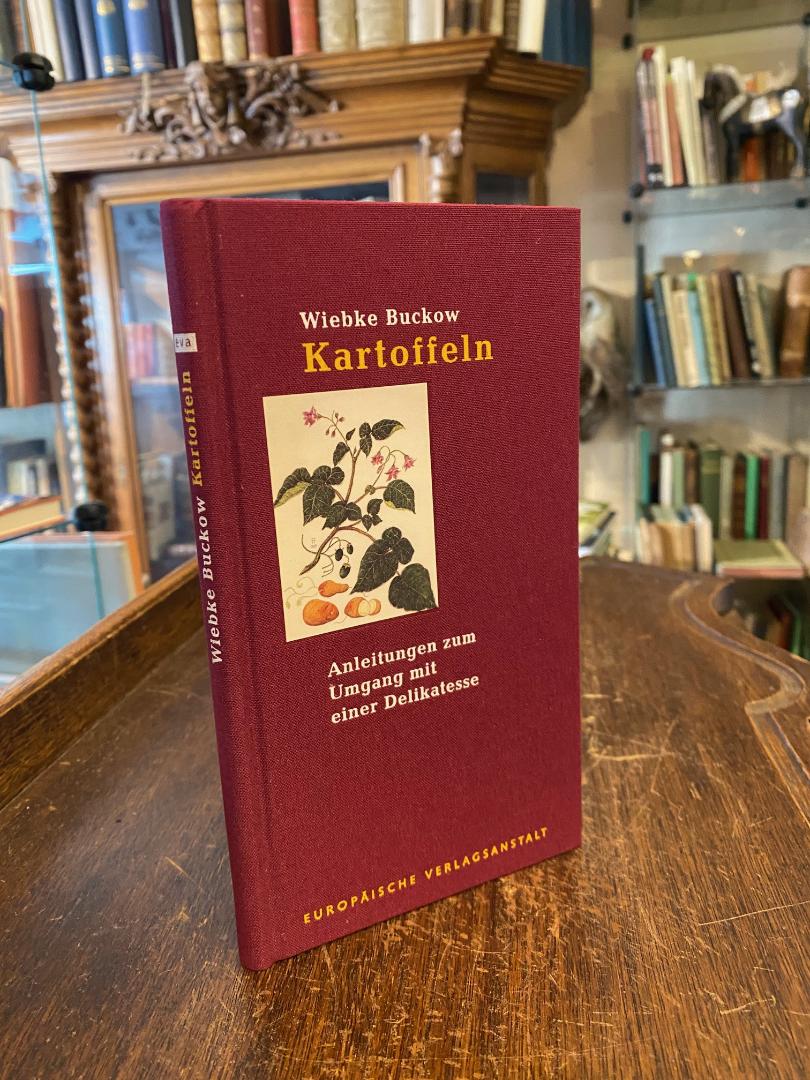 Wiebke Buckow
Kartoffeln
Anleitungen zum
Umgang mit
einer Delikatesse
EUROPÄISCHE VERLAGSANSTALT
eva
Wiebke Buckow Kartoffeln